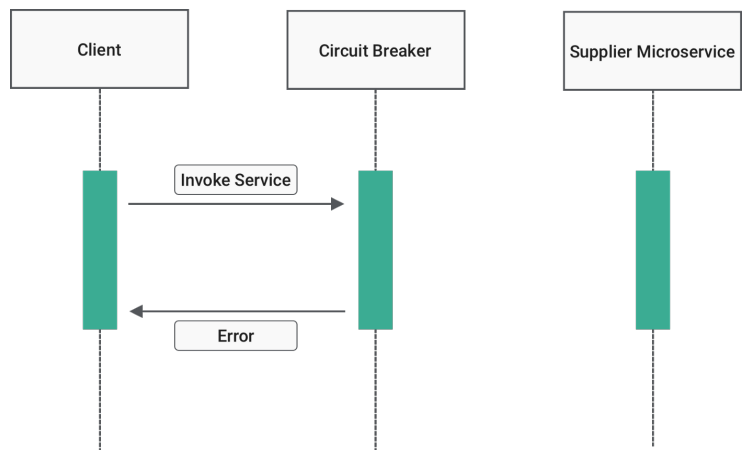 Client
Circuit Breaker
Supplier Microservice
Invoke Service
Error